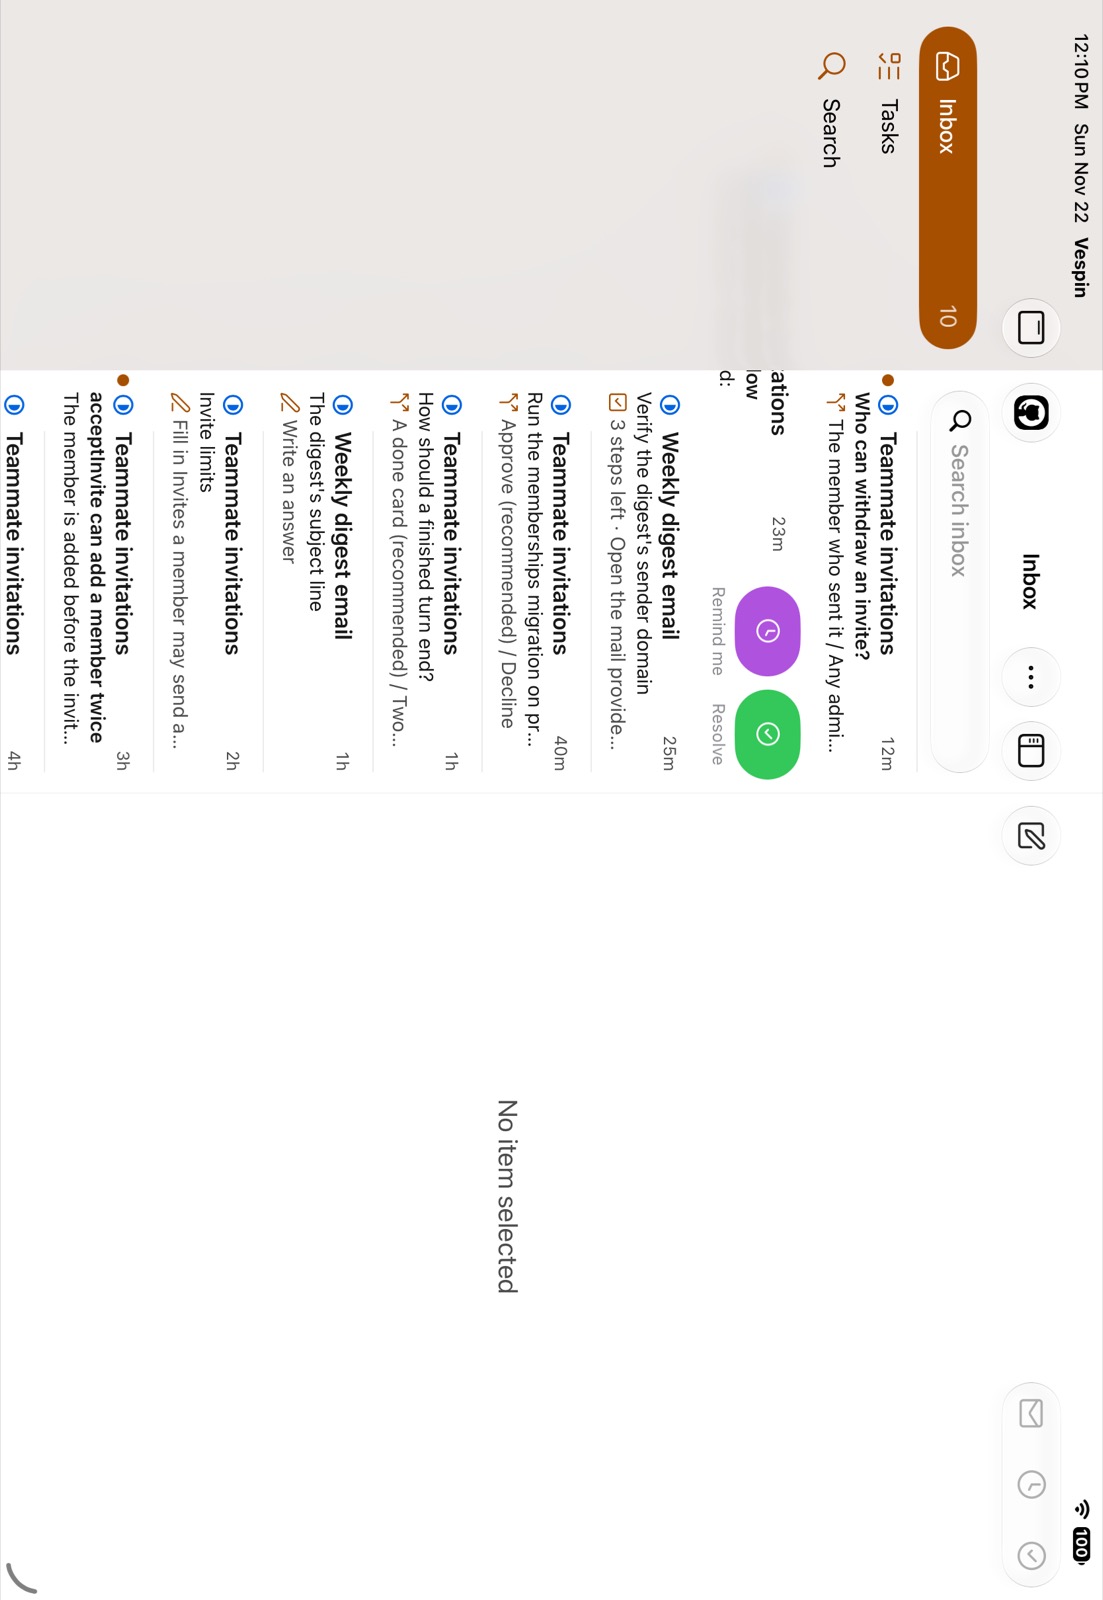 12:10 PM Sun Nov 22 Vespin
100
Inbox 10
Tasks
Search
Inbox
Search inbox
Teammate invitations 12m
Who can withdraw an invite?
The member who sent it / Any admi...
ations 23m
low
d:
Remind me Resolve
Weekly digest email 25m
Verify the digest's sender domain
3 steps left · Open the mail provide...
Teammate invitations 40m
Run the memberships migration on pr...
Approve (recommended) / Decline
Teammate invitations 1h
How should a finished turn end?
A done card (recommended) / Two...
Weekly digest email 1h
The digest's subject line
Write an answer
Teammate invitations 2h
Invite limits
Fill in Invites a member may send a...
Teammate invitations 3h
acceptInvite can add a member twice
The member is added before the invit...
Teammate invitations 4h
No item selected